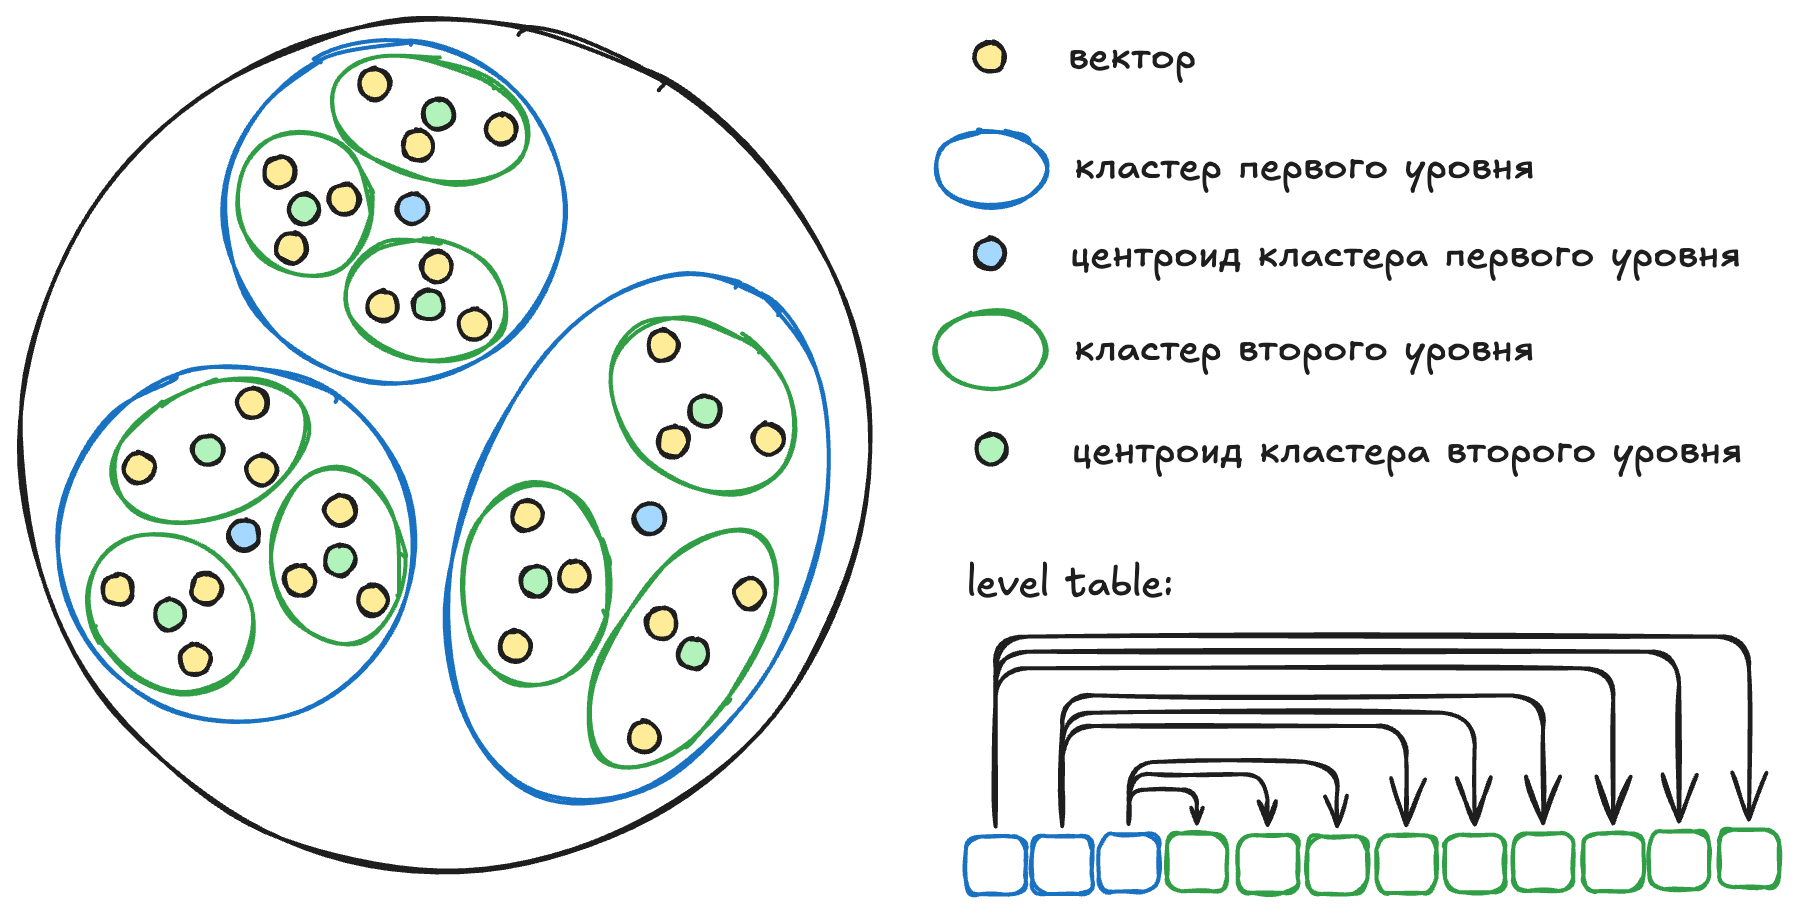 вектор
кластер первого уровня
центроид кластера первого уровня
кластер второго уровня
центроид кластера второго уровня
level table: